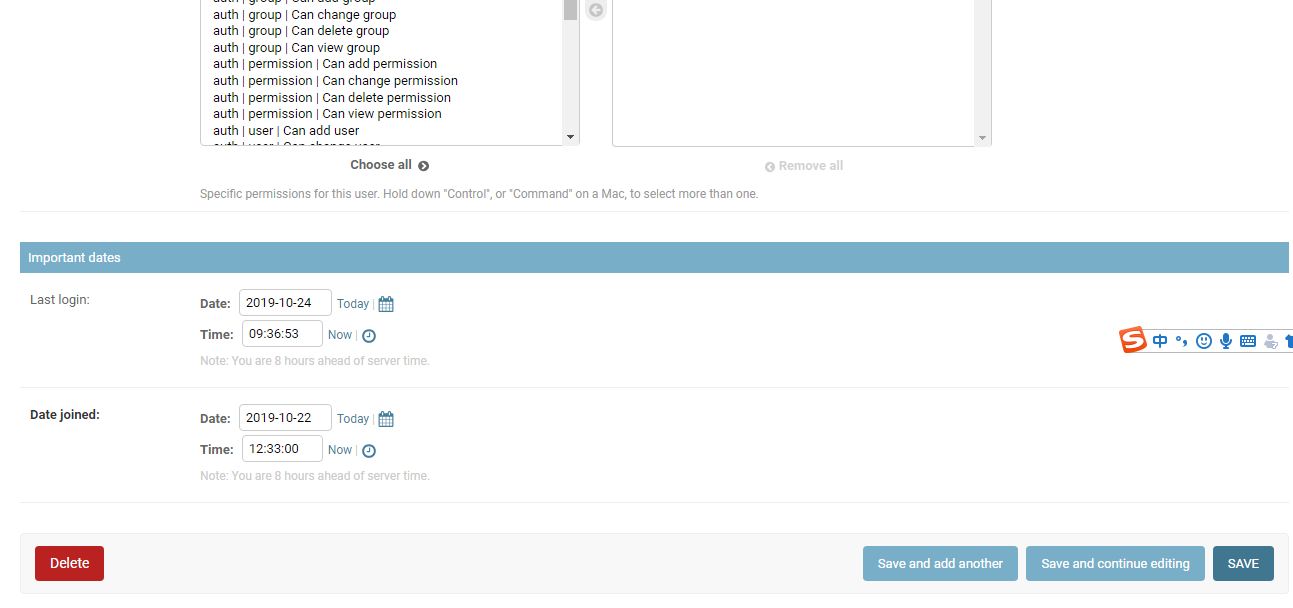 auth | group | Can add group
auth | group | Can change group
auth | group | Can delete group
auth | group | Can view group
auth | permission | Can add permission
auth | permission | Can change permission
auth | permission | Can delete permission
auth | permission | Can view permission
auth | user | Can add user
auth | user | Can change user
Choose all
Remove all
Specific permissions for this user. Hold down "Control", or "Command" on a Mac, to select more than one.
Important dates
Last login:
Date: 2019-10-24 Today |
Time: 09:36:53 Now |
Note: You are 8 hours ahead of server time.
S 中 °,
Date joined:
Date: 2019-10-22 Today |
Time: 12:33:00 Now |
Note: You are 8 hours ahead of server time.
Delete
Save and add another
Save and continue editing
SAVE